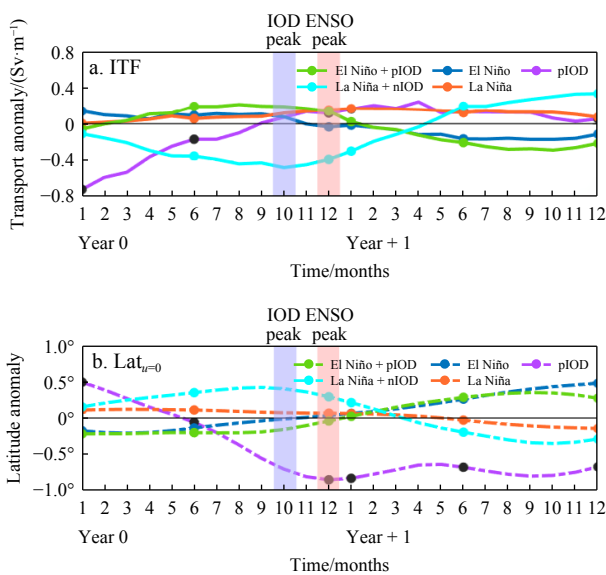 IOD ENSO
peak peak
a. ITF
El Niño + pIOD El Niño pIOD
La Niña + nIOD La Niña
Transport anomaly/(Sv·m⁻¹)
0.8
0.4
0
−0.4
−0.8
1 2 3 4 5 6 7 8 9 10 11 12 1 2 3 4 5 6 7 8 9 10 11 12
Year 0 Year + 1
Time/months
IOD ENSO
peak peak
b. Latᵤ₌₀
El Niño + pIOD El Niño pIOD
La Niña + nIOD La Niña
Latitude anomaly
1.0°
0.5°
0°
−0.5°
−1.0°
1 2 3 4 5 6 7 8 9 10 11 12 1 2 3 4 5 6 7 8 9 10 11 12
Year 0 Year + 1
Time/months